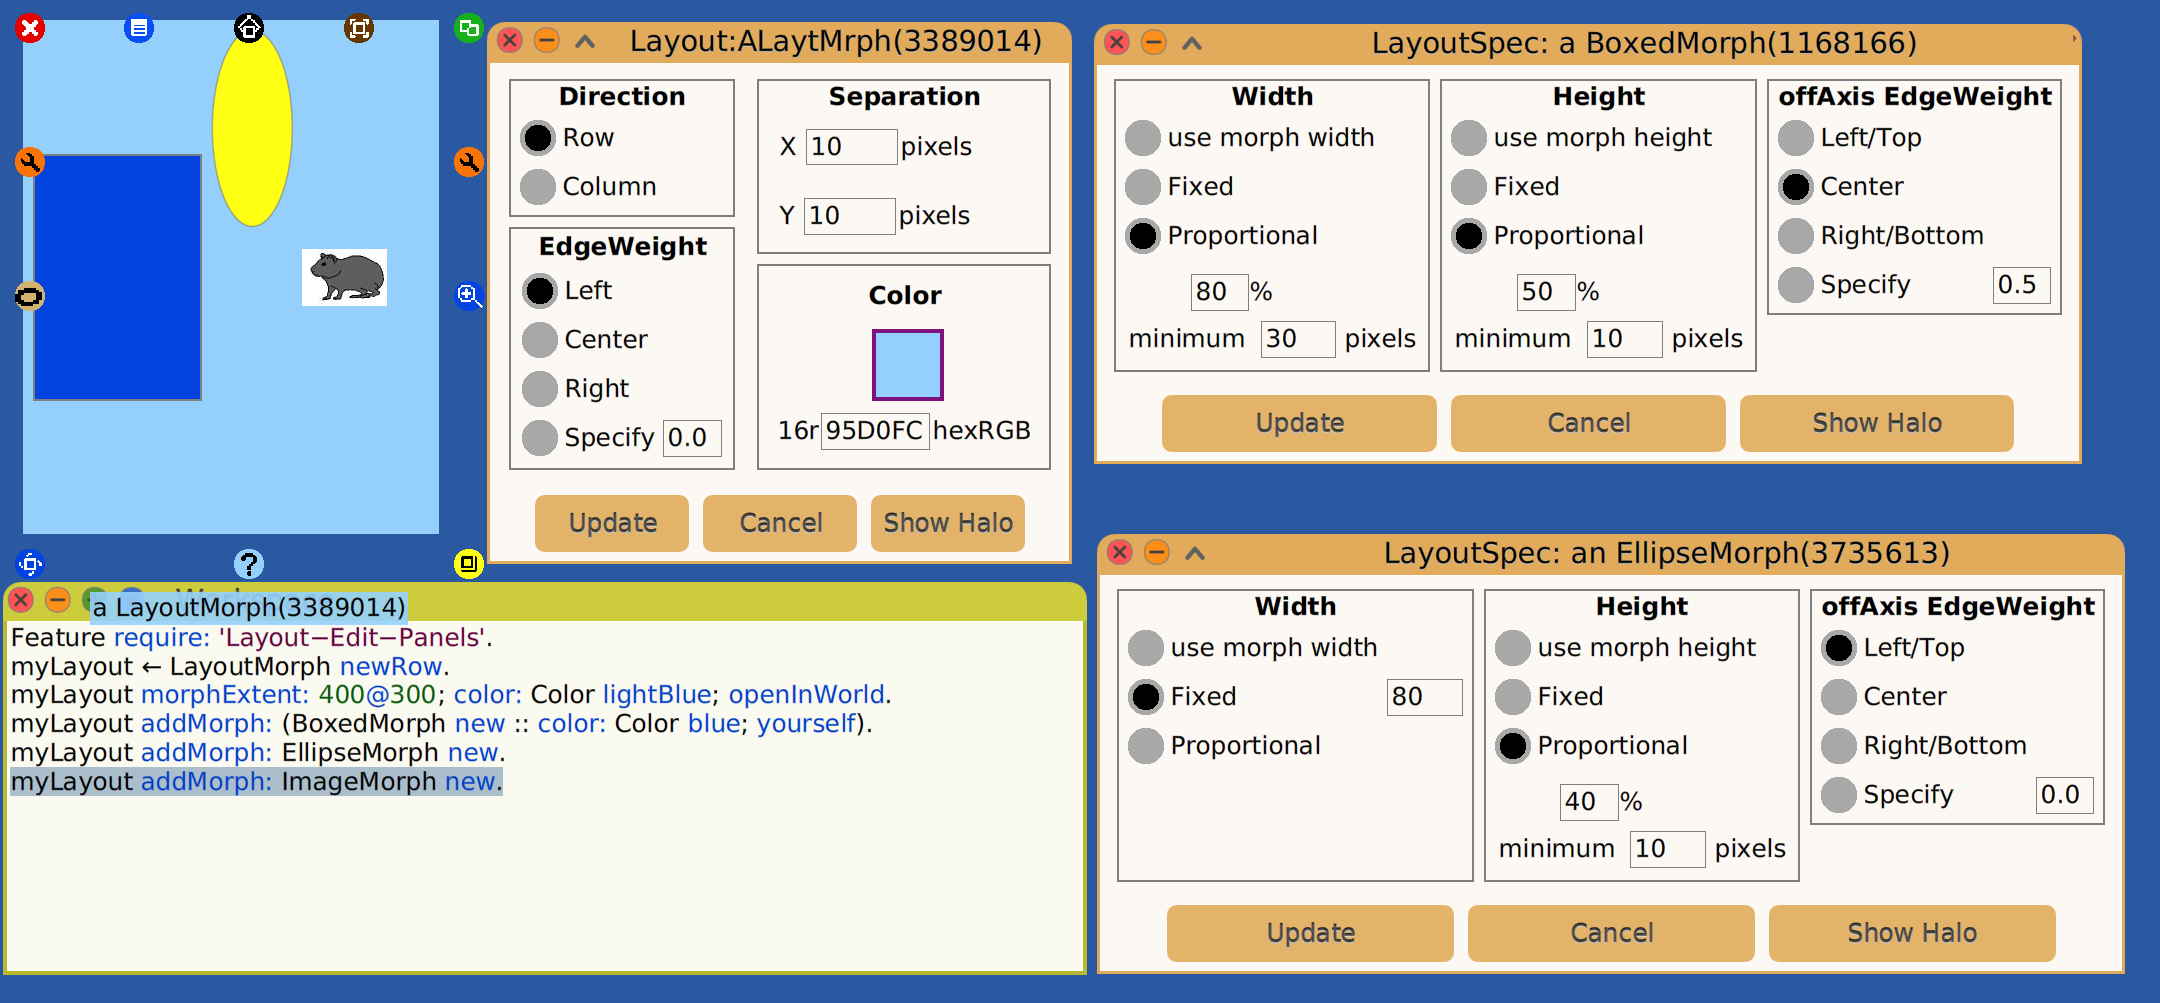 Layout:ALaytMrph(3389014)
Direction
Row
Column
EdgeWeight
Left
Center
Right
Specify 0.0
Separation
X 10 pixels
Y 10 pixels
Color
16r 95D0FC hexRGB
Update Cancel Show Halo
LayoutSpec: a BoxedMorph(1168166)
Width
use morph width
Fixed
Proportional
80 %
minimum 30 pixels
Height
use morph height
Fixed
Proportional
50 %
minimum 10 pixels
offAxis EdgeWeight
Left/Top
Center
Right/Bottom
Specify 0.5
Update Cancel Show Halo
a LayoutMorph(3389014)
Feature require: 'Layout−Edit−Panels'.
myLayout ← LayoutMorph newRow.
myLayout morphExtent: 400@300; color: Color lightBlue; openInWorld.
myLayout addMorph: (BoxedMorph new :: color: Color blue; yourself).
myLayout addMorph: EllipseMorph new.
myLayout addMorph: ImageMorph new.
LayoutSpec: an EllipseMorph(3735613)
Width
use morph width
Fixed 80
Proportional
Height
use morph height
Fixed
Proportional
40 %
minimum 10 pixels
offAxis EdgeWeight
Left/Top
Center
Right/Bottom
Specify 0.0
Update Cancel Show Halo